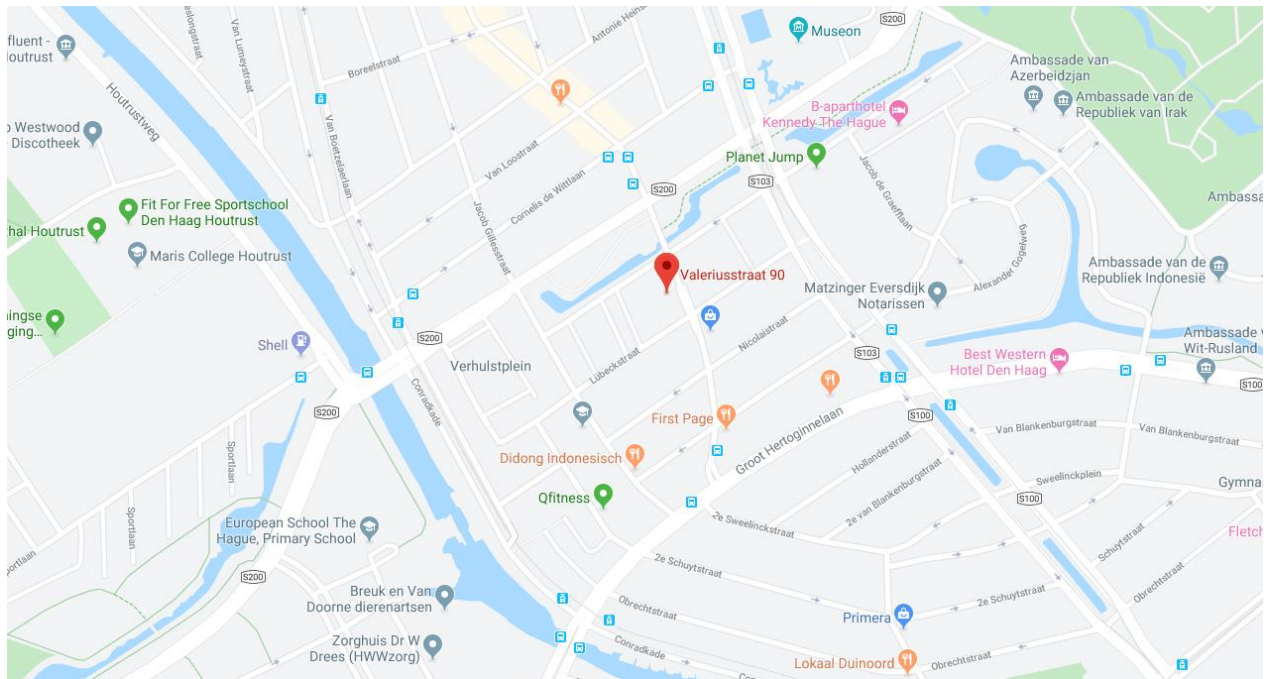 Antonie Heins
S200
Museon
fluent -
Houtrust
Van Lumeystraat
Boreelstraat
Ambassade van
Azerbeidzjan
Ambassade van de
Republiek van Irak
Houtrustweg
B-aparthotel
Kennedy The Hague
o Westwood
Discotheek
Van Boetzelaerlaan
Van Loostraat
Planet Jump
S103
Jacob de Graefflaan
S200
Cornelis de Wittlaan
Ambassa
Fit For Free Sportschool
Den Haag Houtrust
thal Houtrust
Jacob Gillesstraat
Maris College Houtrust
Alexander Gogelweg
Valeriusstraat 90
Ambassade van de
Republiek Indonesië
Matzinger Eversdijk
Notarissen
ningse
ging...
Shell
S200
Nicolaistraat
Verhulstplein
Lübeckstraat
S103
Ambassade v
Wit-Rusland
Best Western
Hotel Den Haag
S100
Conradkade
S200
First Page
S100
Groot Hertoginnelaan
Van Blankenburgstraat
Van Blankenburgstraat
Sportlaan
Didong Indonesisch
Hollanderstraat
2e van Blankenburgstraat
Sweelinckplein
Gymna
Qfitness
S100
Sportlaan
European School The
Hague, Primary School
2e Sweelinckstraat
Fletch
Schuytstraat
Sportlaan
S200
2e Schuytstraat
Obrechtstraat
Breuk en Van
Doorne dierenartsen
2e Schuytstraat
Obrechtstraat
Primera
Zorghuis Dr W
Drees (HWWzorg)
Conradkade
Lokaal Duinoord
Obrechtstraat